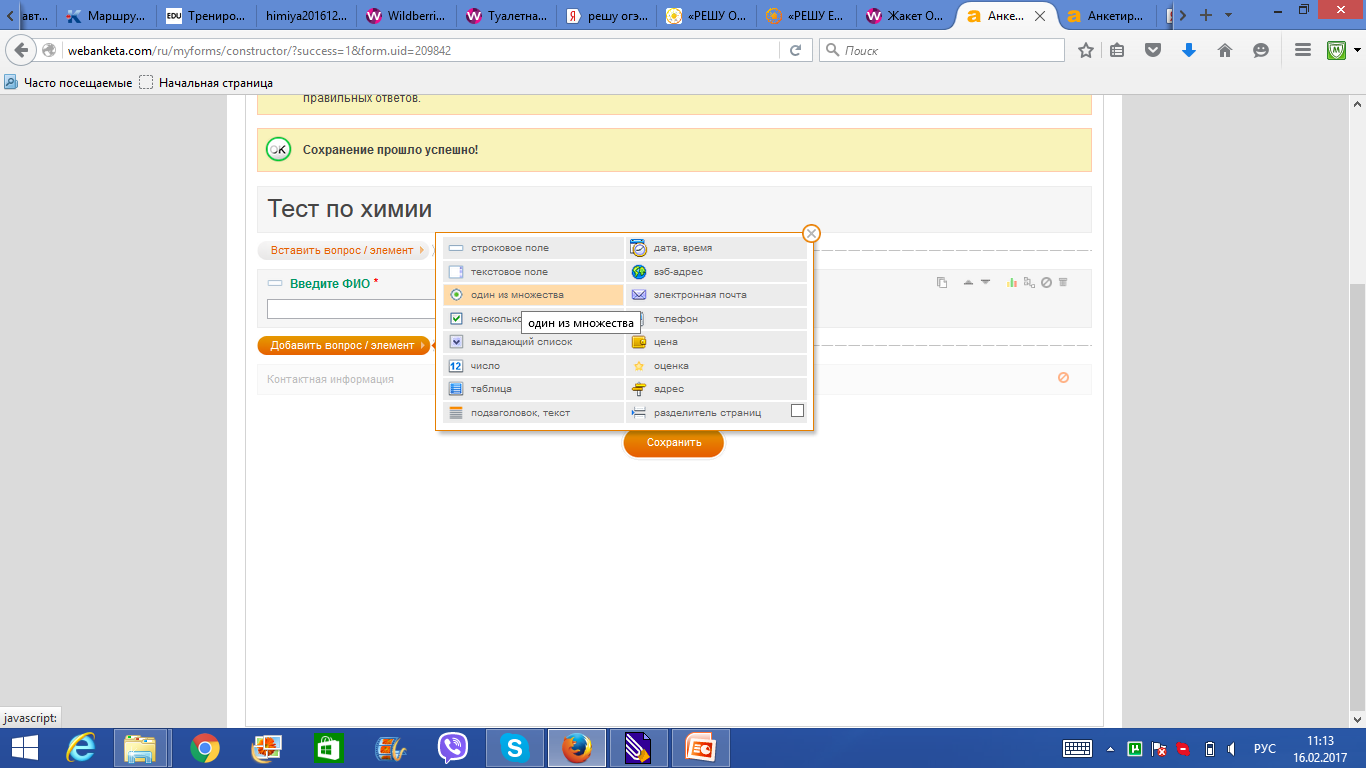 авт...
Маршру...
EDU Трениро...
himiya201612...
Wildberri...
Туалетна...
решу огэ...
«РЕШУ О...
«РЕШУ Е...
Жакет О...
Анке...
Анкетир...
webanketa.com/ru/myforms/constructor/?success=1&form.uid=209842
Поиск
Часто посещаемые
Начальная страница
правильных ответов.
OK Сохранение прошло успешно!
Тест по химии
Вставить вопрос / элемент
Введите ФИО *
Добавить вопрос / элемент
Контактная информация
строковое поле
дата, время
текстовое поле
вэб-адрес
один из множества
электронная почта
несколько
один из множества
телефон
выпадающий список
цена
12 число
оценка
таблица
адрес
подзаголовок, текст
разделитель страниц
Сохранить
javascript:
РУС
11:13
16.02.2017